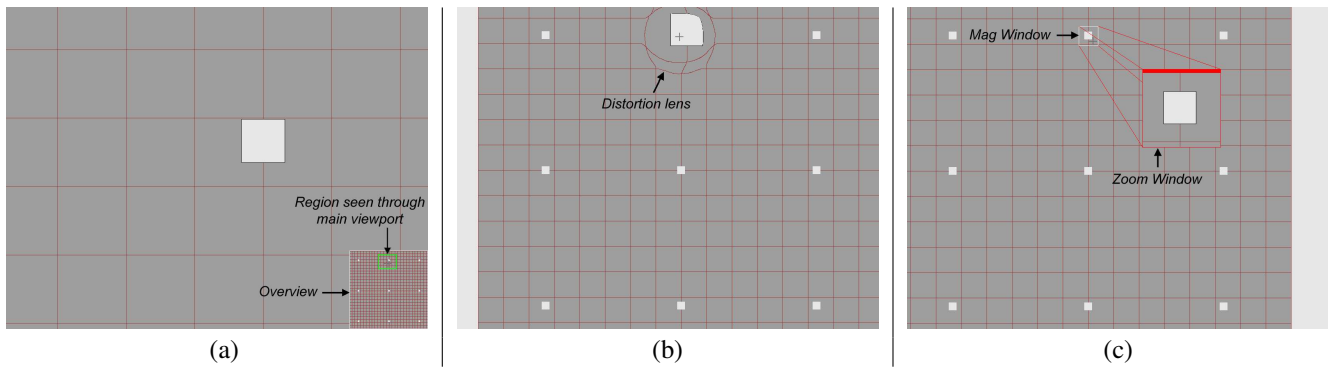 Region seen through
main viewport
Overview
(a)
Distortion lens
(b)
Mag Window
Zoom Window
(c)